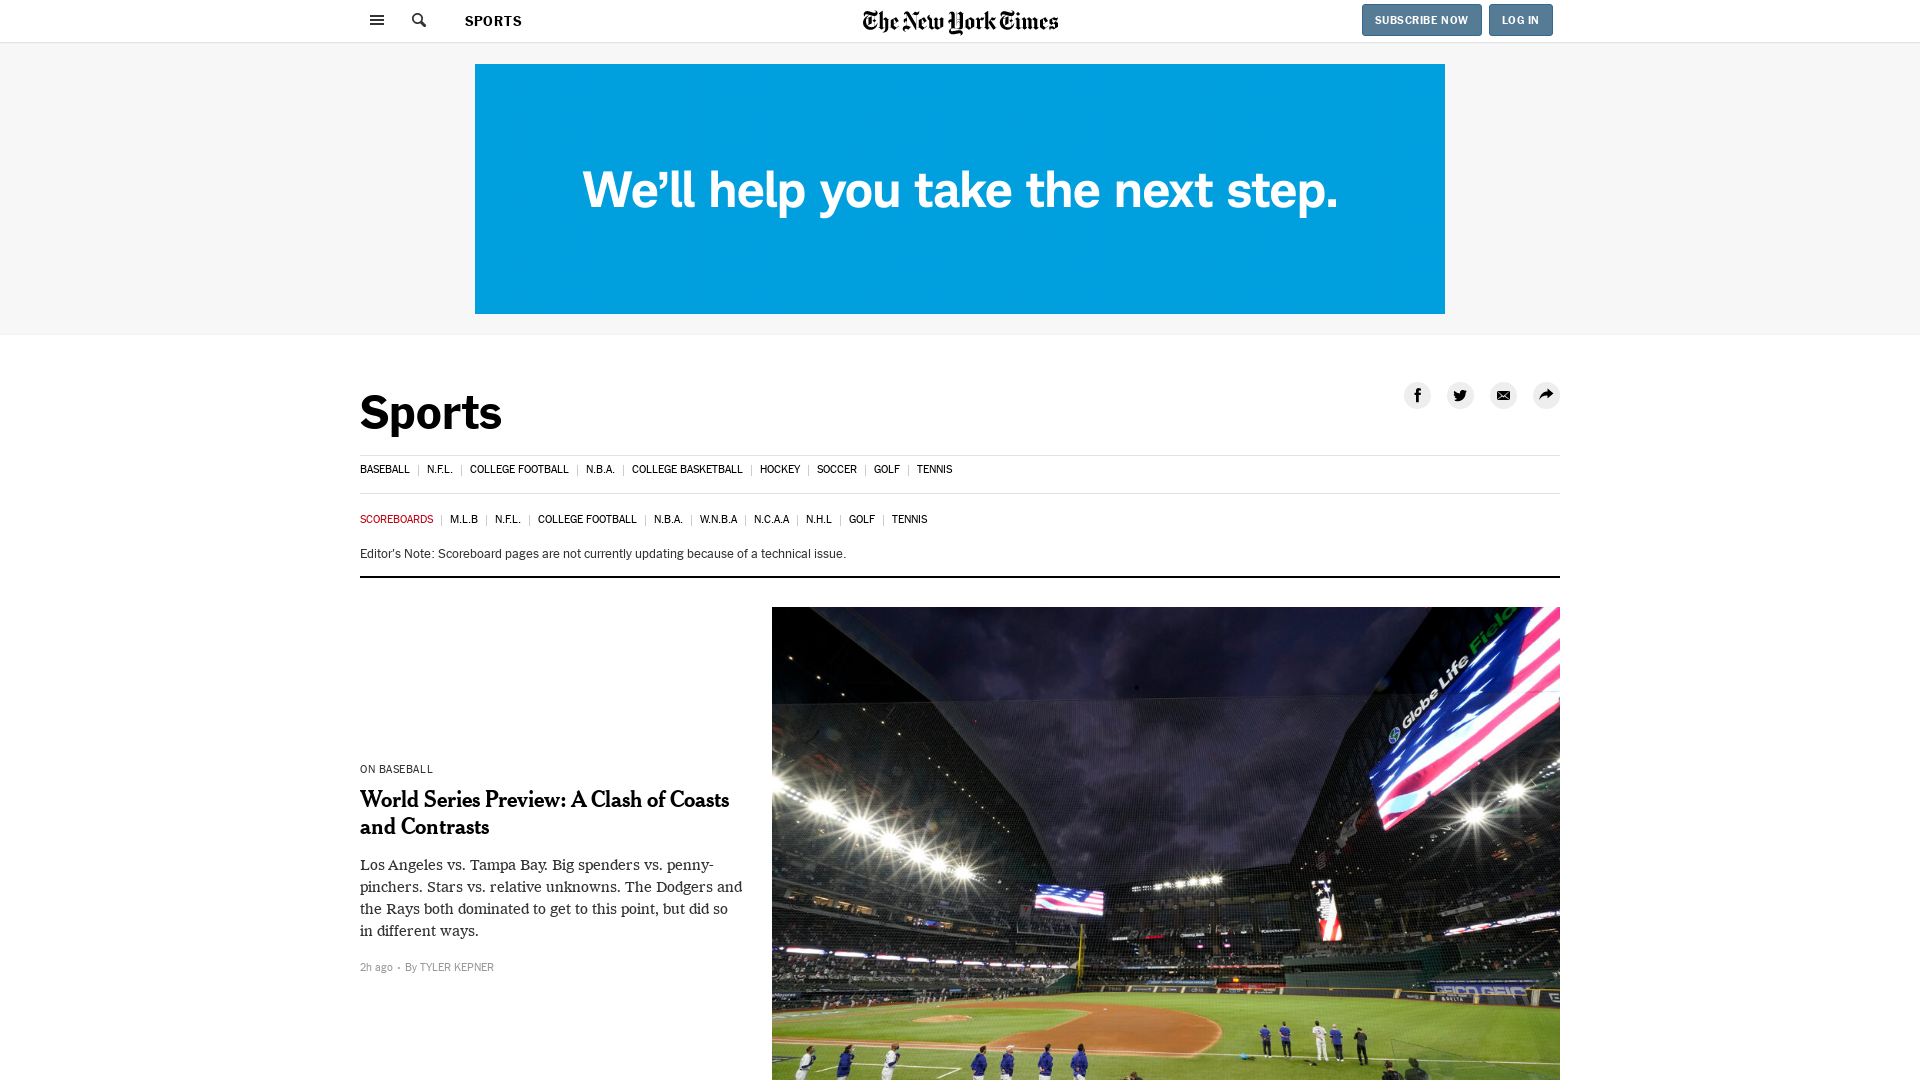 SPORTS
The New York Times
SUBSCRIBE NOW
LOG IN
We'll help you take the next step.
Sports
BASEBALL
N.F.L.
COLLEGE FOOTBALL
N.B.A.
COLLEGE BASKETBALL
HOCKEY
SOCCER
GOLF
TENNIS
SCOREBOARDS
M.L.B
N.F.L.
COLLEGE FOOTBALL
N.B.A.
W.N.B.A
N.C.A.A
N.H.L
GOLF
TENNIS
Editor's Note: Scoreboard pages are not currently updating because of a technical issue.
Globe Life Field
GEICO
ON BASEBALL
World Series Preview: A Clash of Coasts
and Contrasts
Los Angeles vs. Tampa Bay. Big spenders vs. penny-
pinchers. Stars vs. relative unknowns. The Dodgers and
the Rays both dominated to get to this point, but did so
in different ways.
2h ago
By TYLER KEPNER